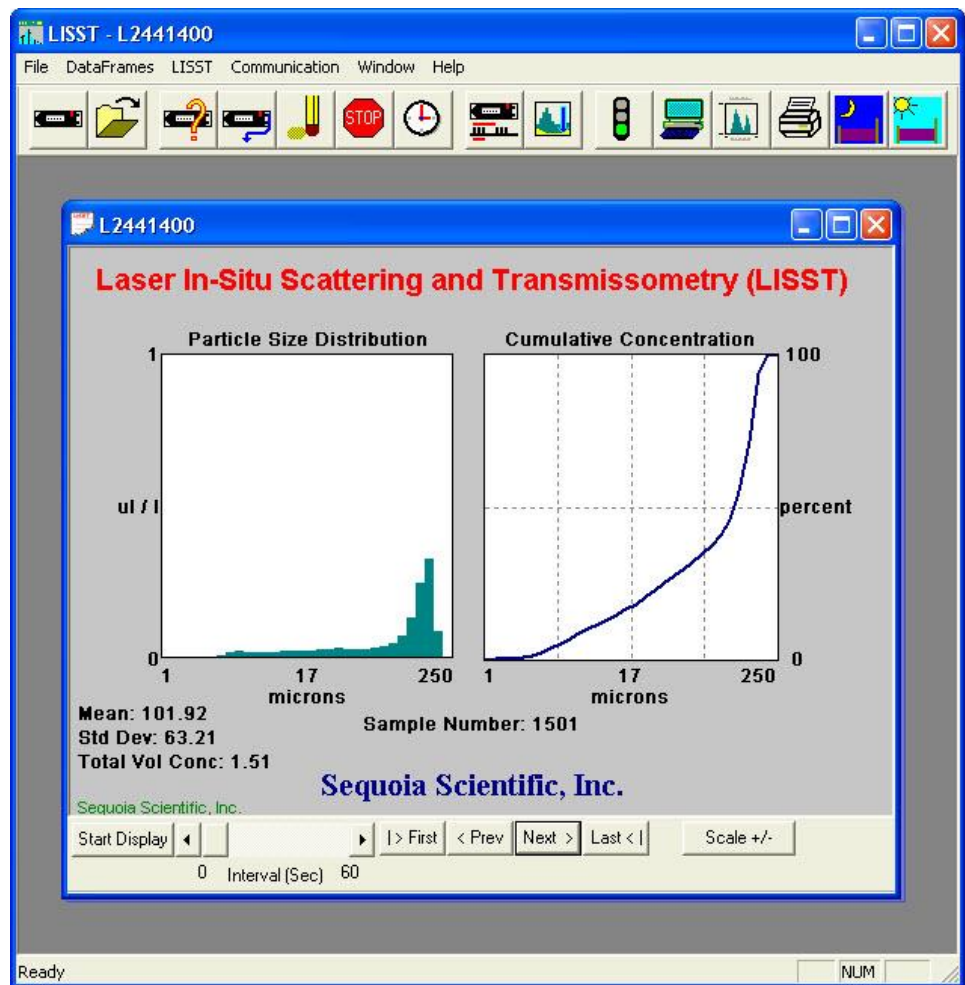 LISST - L2441400
File DataFrames LISST Communication Window Help
STOP
L2441400
Laser In-Situ Scattering and Transmissometry (LISST)
Particle Size Distribution Cumulative Concentration
1 100
ul / l percent
0 0
1 17 250 1 17 250
microns microns
Mean: 101.92
Sample Number: 1501
Std Dev: 63.21
Total Vol Conc: 1.51
Sequoia Scientific, Inc.
Sequoia Scientific, Inc.
Start Display |> First < Prev Next > Last < | Scale +/-
0 Interval (Sec) 60
Ready NUM